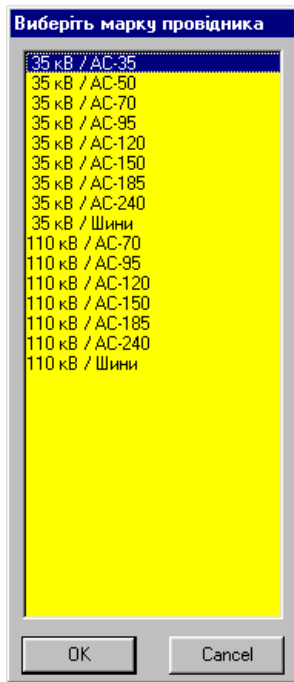 Виберіть марку провідника
35 кВ / АС-35
35 кВ / АС-50
35 кВ / АС-70
35 кВ / АС-95
35 кВ / АС-120
35 кВ / АС-150
35 кВ / АС-185
35 кВ / АС-240
35 кВ / Шини
110 кВ / АС-70
110 кВ / АС-95
110 кВ / АС-120
110 кВ / АС-150
110 кВ / АС-185
110 кВ / АС-240
110 кВ / Шини
OK Cancel